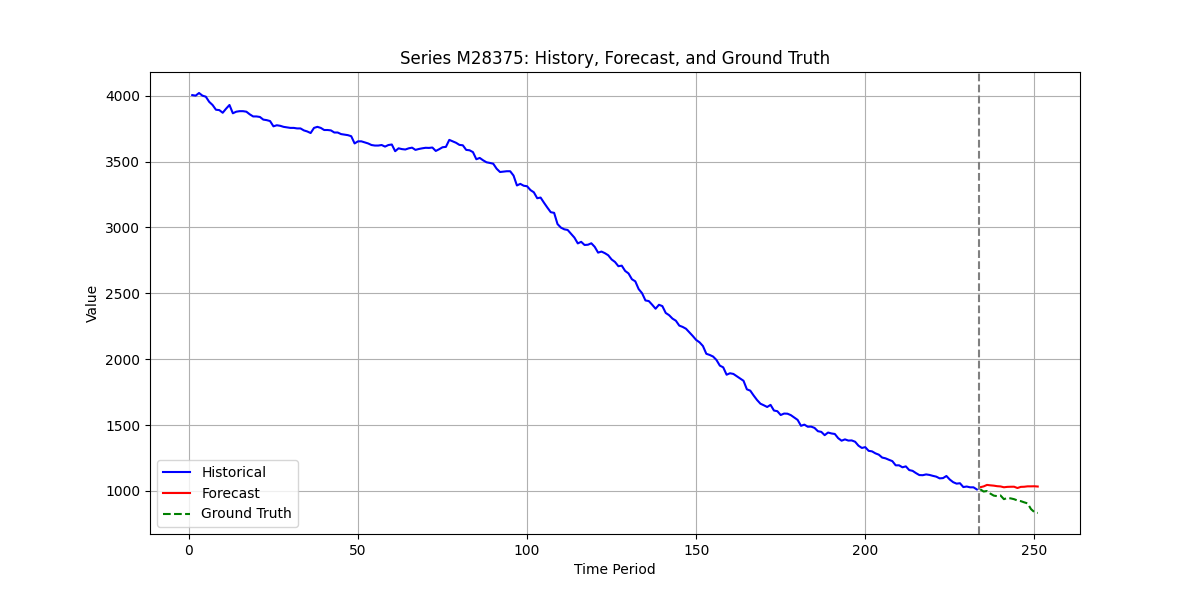 Series M28375: History, Forecast, and Ground Truth
Value
4000
3500
3000
2500
2000
1500
1000
Historical
Forecast
Ground Truth
0 50 100 150 200 250
Time Period